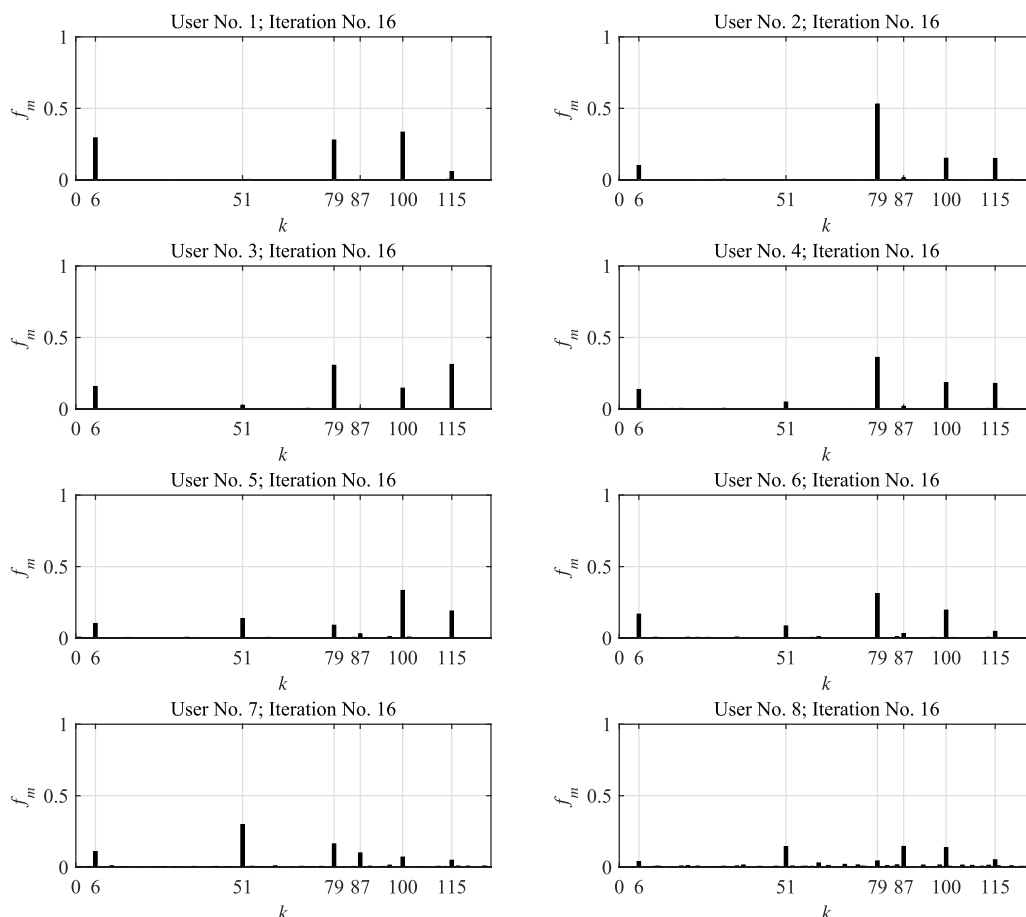 User No. 1; Iteration No. 16
1
0.5
0
f_m
0 6 51 79 87 100 115
k
User No. 2; Iteration No. 16
1
0.5
0
f_m
0 6 51 79 87 100 115
k
User No. 3; Iteration No. 16
1
0.5
0
f_m
0 6 51 79 87 100 115
k
User No. 4; Iteration No. 16
1
0.5
0
f_m
0 6 51 79 87 100 115
k
User No. 5; Iteration No. 16
1
0.5
0
f_m
0 6 51 79 87 100 115
k
User No. 6; Iteration No. 16
1
0.5
0
f_m
0 6 51 79 87 100 115
k
User No. 7; Iteration No. 16
1
0.5
0
f_m
0 6 51 79 87 100 115
k
User No. 8; Iteration No. 16
1
0.5
0
f_m
0 6 51 79 87 100 115
k